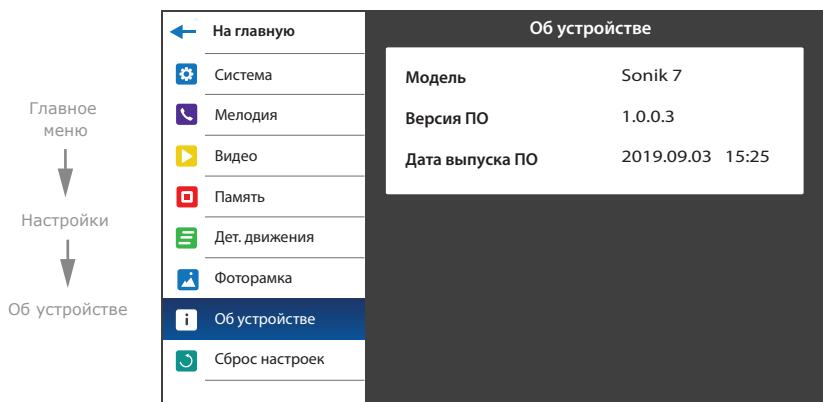 Главное
меню
Настройки
Об устройстве
На главную
Система
Мелодия
Видео
Память
Дет. движения
Фоторамка
Об устройстве
Сброс настроек
Об устройстве
Модель Sonik 7
Версия ПО 1.0.0.3
Дата выпуска ПО 2019.09.03 15:25